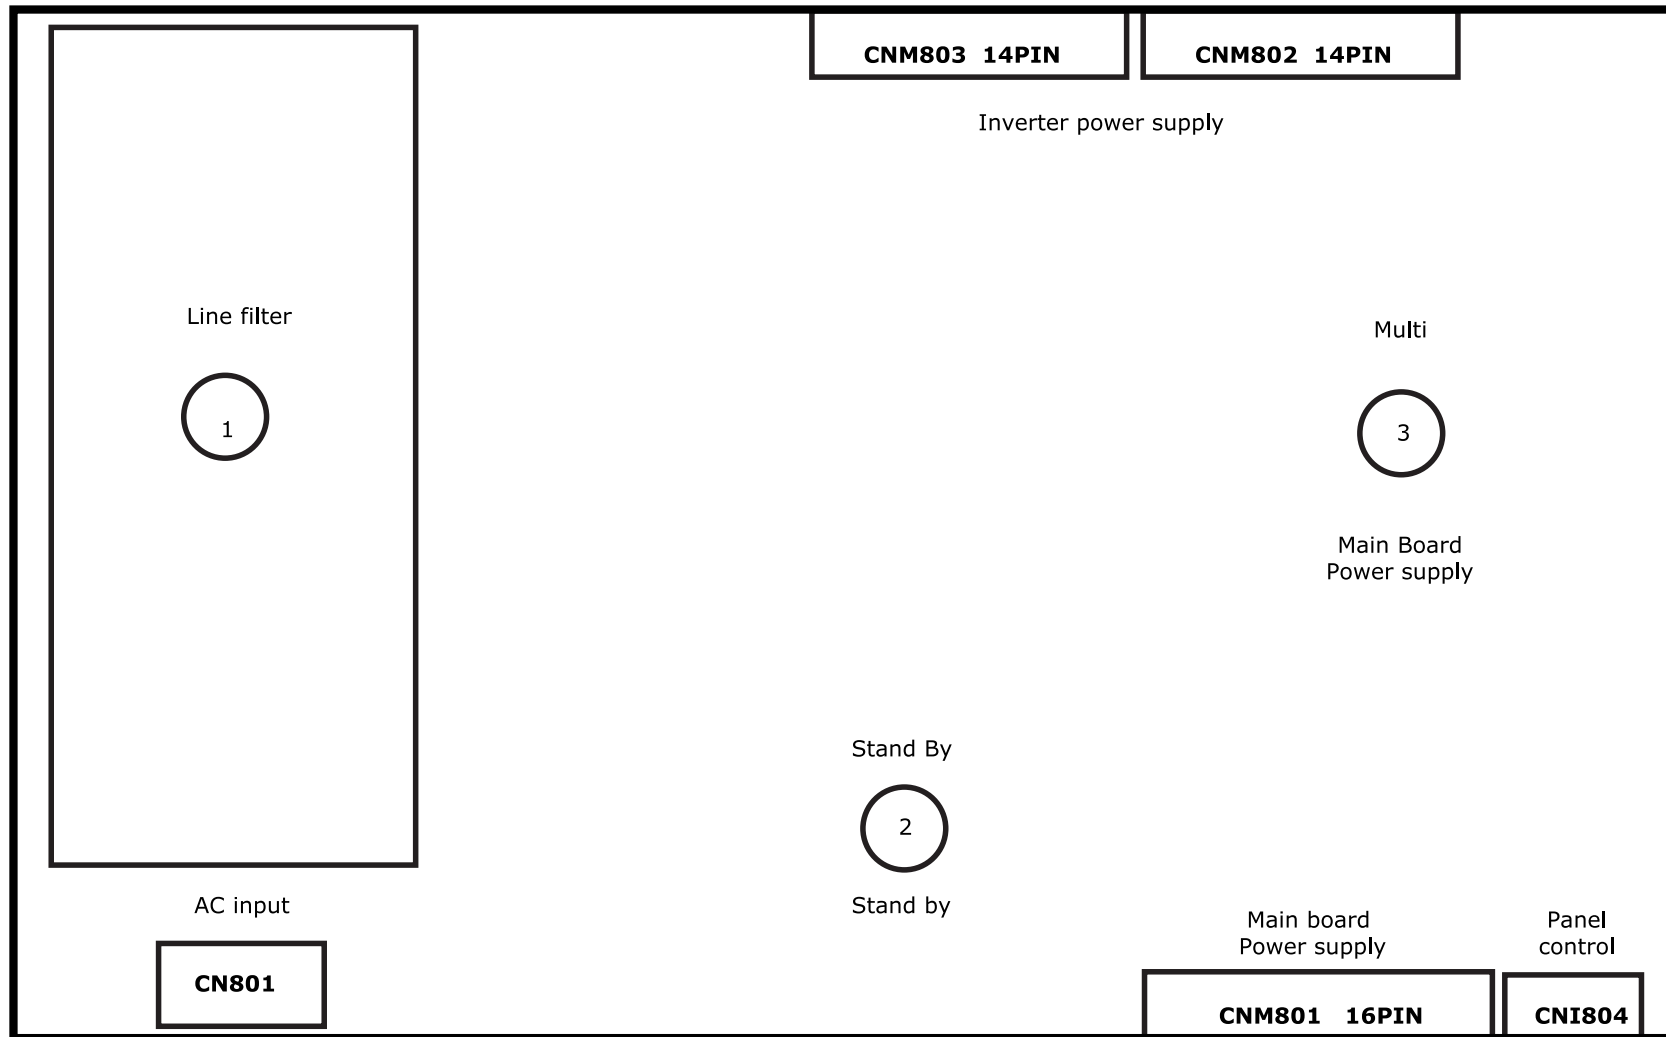 CNM803 14PIN
CNM802 14PIN
Inverter power supply
Line filter
1
Multi
3
Main Board
Power supply
Stand By
2
Stand by
AC input
CN801
Main board
Power supply
CNM801 16PIN
Panel
control
CNI804